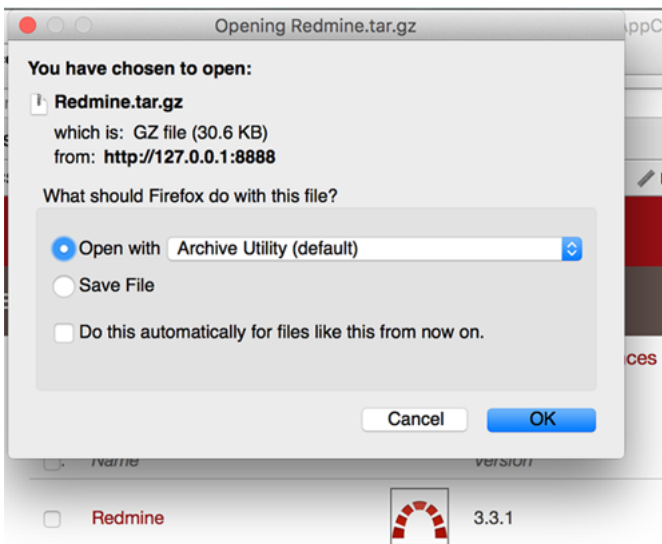 Opening Redmine.tar.gz
You have chosen to open:
Redmine.tar.gz
which is: GZ file (30.6 KB)
from: http://127.0.0.1:8888
What should Firefox do with this file?
Open with Archive Utility (default)
Save File
Do this automatically for files like this from now on.
Cancel OK
Name Version
Redmine 3.3.1